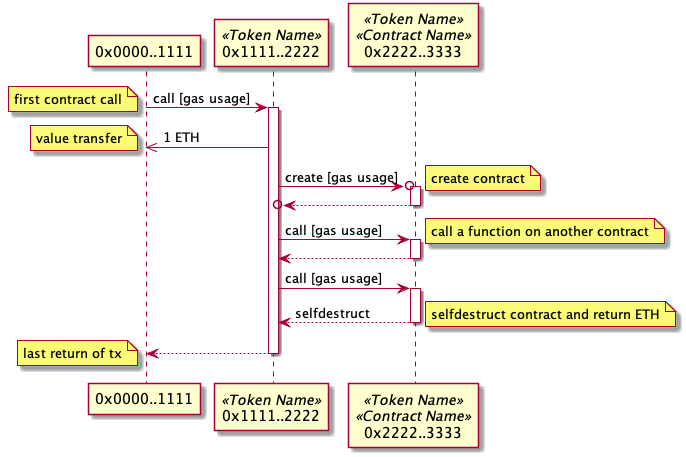 0x0000..1111
«Token Name»
0x1111..2222
«Token Name»
«Contract Name»
0x2222..3333
first contract call
call [gas usage]
value transfer
1 ETH
create [gas usage]
create contract
call [gas usage]
call a function on another contract
call [gas usage]
selfdestruct
selfdestruct contract and return ETH
last return of tx
0x0000..1111
«Token Name»
0x1111..2222
«Token Name»
«Contract Name»
0x2222..3333